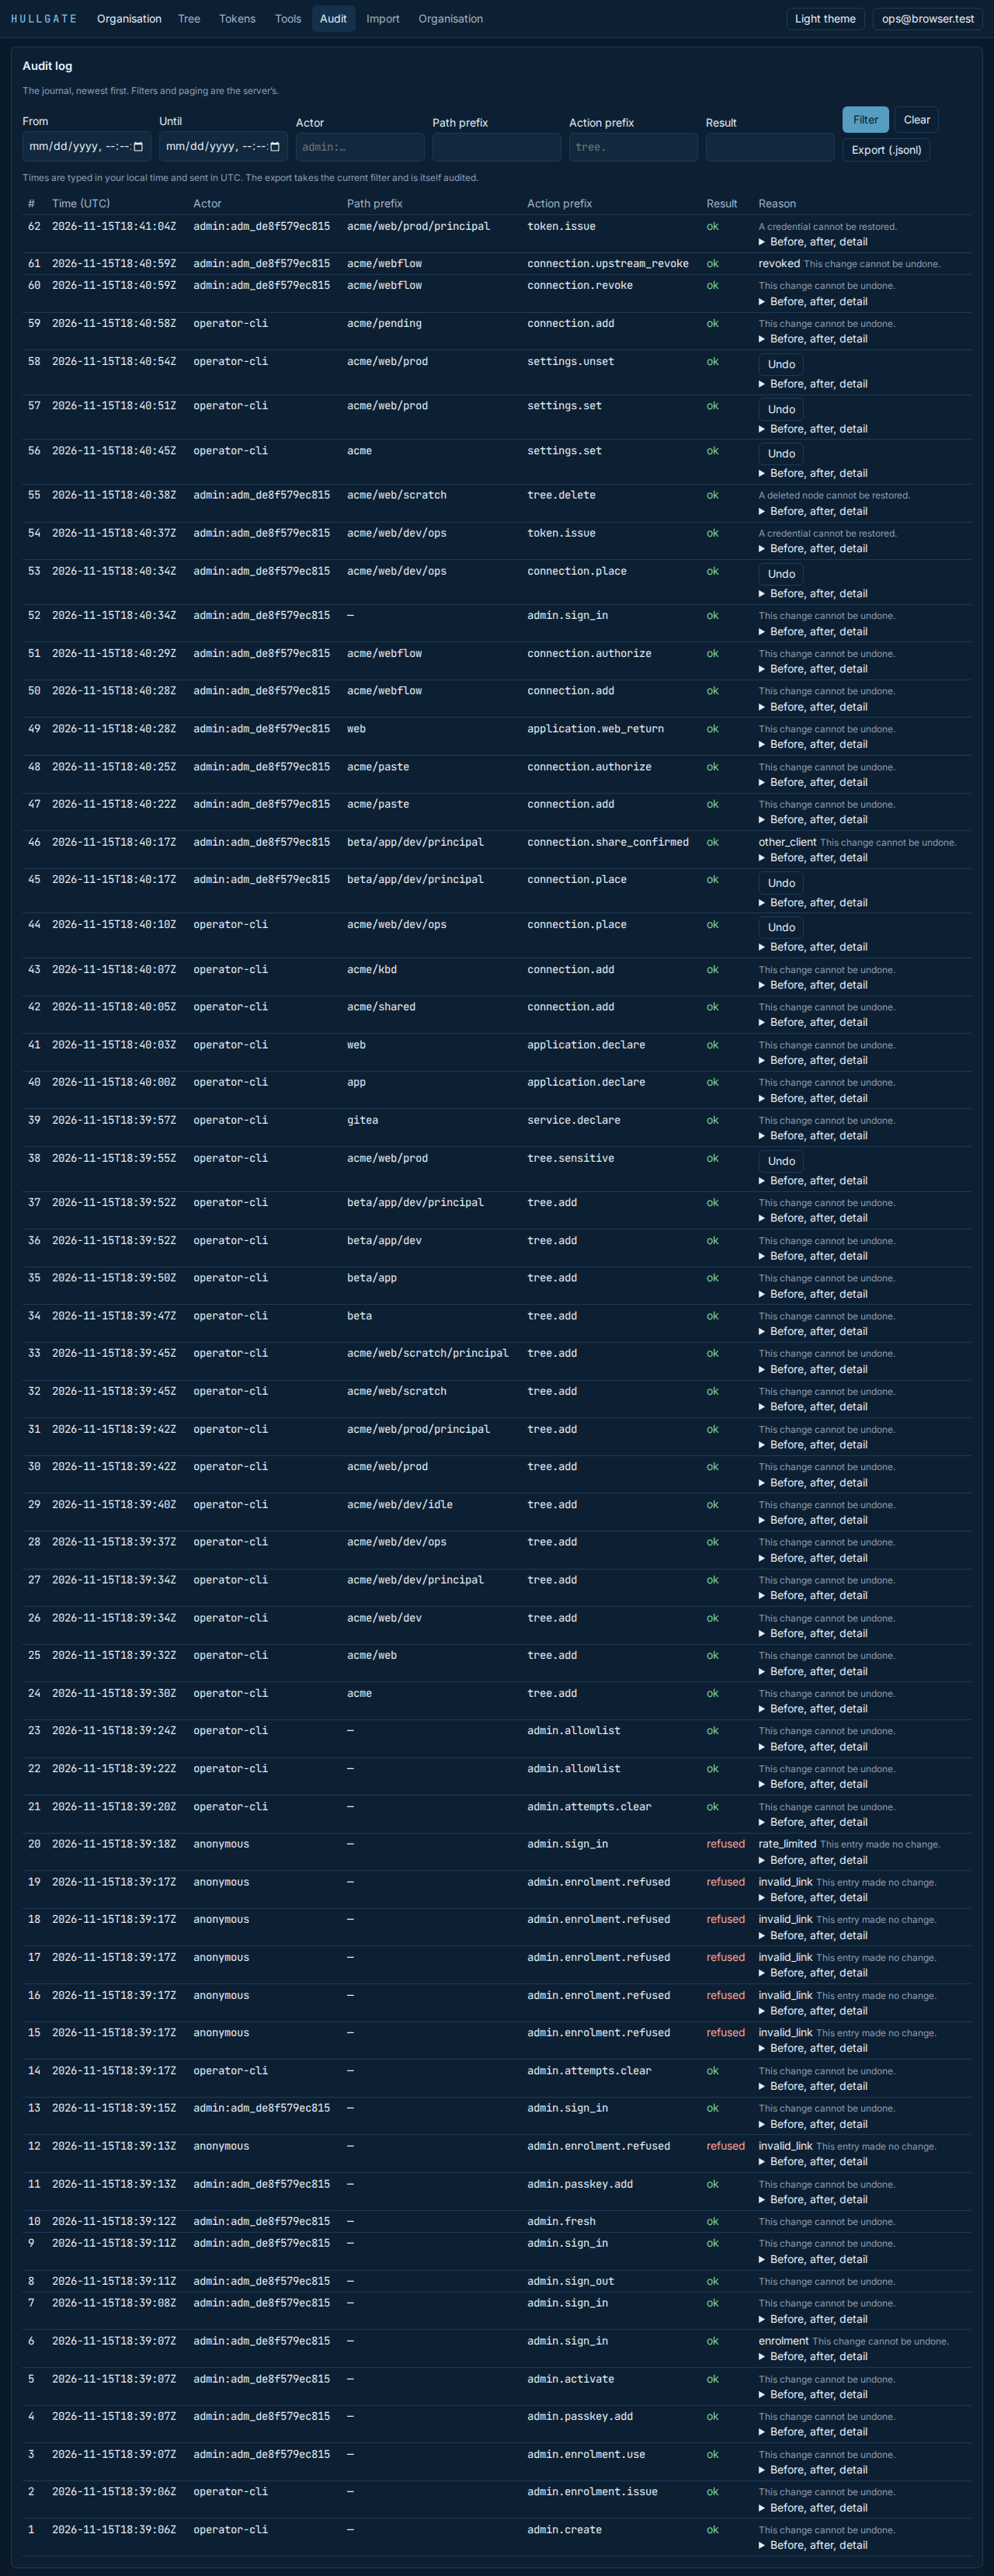 HULLGATE Organisation Tree Tokens Tools Audit Import Organisation Light theme ops@browser.test
Audit log
The journal, newest first. Filters and paging are the server's.
From Until Actor Path prefix Action prefix Result Filter Clear
mm/dd/yyyy, --:--: mm/dd/yyyy, --:--: admin:… tree. Export (.jsonl)
Times are typed in your local time and sent in UTC. The export takes the current filter and is itself audited.
# Time (UTC) Actor Path prefix Action prefix Result Reason
62 2026-11-15T18:41:04Z admin:adm_de8f579ec815 acme/web/prod/principal token.issue ok A credential cannot be restored.
▶ Before, after, detail
61 2026-11-15T18:40:59Z admin:adm_de8f579ec815 acme/webflow connection.upstream_revoke ok revoked This change cannot be undone.
60 2026-11-15T18:40:59Z admin:adm_de8f579ec815 acme/webflow connection.revoke ok This change cannot be undone.
▶ Before, after, detail
59 2026-11-15T18:40:58Z operator-cli acme/pending connection.add ok This change cannot be undone.
▶ Before, after, detail
58 2026-11-15T18:40:54Z operator-cli acme/web/prod settings.unset ok Undo
▶ Before, after, detail
57 2026-11-15T18:40:51Z operator-cli acme/web/prod settings.set ok Undo
▶ Before, after, detail
56 2026-11-15T18:40:45Z operator-cli acme settings.set ok Undo
▶ Before, after, detail
55 2026-11-15T18:40:38Z admin:adm_de8f579ec815 acme/web/scratch tree.delete ok A deleted node cannot be restored.
▶ Before, after, detail
54 2026-11-15T18:40:37Z admin:adm_de8f579ec815 acme/web/dev/ops token.issue ok A credential cannot be restored.
▶ Before, after, detail
53 2026-11-15T18:40:34Z admin:adm_de8f579ec815 acme/web/dev/ops connection.place ok Undo
▶ Before, after, detail
52 2026-11-15T18:40:34Z admin:adm_de8f579ec815 — admin.sign_in ok This change cannot be undone.
▶ Before, after, detail
51 2026-11-15T18:40:29Z admin:adm_de8f579ec815 acme/webflow connection.authorize ok This change cannot be undone.
▶ Before, after, detail
50 2026-11-15T18:40:28Z admin:adm_de8f579ec815 acme/webflow connection.add ok This change cannot be undone.
▶ Before, after, detail
49 2026-11-15T18:40:28Z admin:adm_de8f579ec815 web application.web_return ok This change cannot be undone.
▶ Before, after, detail
48 2026-11-15T18:40:25Z admin:adm_de8f579ec815 acme/paste connection.authorize ok This change cannot be undone.
▶ Before, after, detail
47 2026-11-15T18:40:22Z admin:adm_de8f579ec815 acme/paste connection.add ok This change cannot be undone.
▶ Before, after, detail
46 2026-11-15T18:40:17Z admin:adm_de8f579ec815 beta/app/dev/principal connection.share_confirmed ok other_client This change cannot be undone.
▶ Before, after, detail
45 2026-11-15T18:40:17Z admin:adm_de8f579ec815 beta/app/dev/principal connection.place ok Undo
▶ Before, after, detail
44 2026-11-15T18:40:10Z operator-cli acme/web/dev/ops connection.place ok Undo
▶ Before, after, detail
43 2026-11-15T18:40:07Z operator-cli acme/kbd connection.add ok This change cannot be undone.
▶ Before, after, detail
42 2026-11-15T18:40:05Z operator-cli acme/shared connection.add ok This change cannot be undone.
▶ Before, after, detail
41 2026-11-15T18:40:03Z operator-cli web application.declare ok This change cannot be undone.
▶ Before, after, detail
40 2026-11-15T18:40:00Z operator-cli app application.declare ok This change cannot be undone.
▶ Before, after, detail
39 2026-11-15T18:39:57Z operator-cli gitea service.declare ok This change cannot be undone.
▶ Before, after, detail
38 2026-11-15T18:39:55Z operator-cli acme/web/prod tree.sensitive ok Undo
▶ Before, after, detail
37 2026-11-15T18:39:52Z operator-cli beta/app/dev/principal tree.add ok This change cannot be undone.
▶ Before, after, detail
36 2026-11-15T18:39:52Z operator-cli beta/app/dev tree.add ok This change cannot be undone.
▶ Before, after, detail
35 2026-11-15T18:39:50Z operator-cli beta/app tree.add ok This change cannot be undone.
▶ Before, after, detail
34 2026-11-15T18:39:47Z operator-cli beta tree.add ok This change cannot be undone.
▶ Before, after, detail
33 2026-11-15T18:39:45Z operator-cli acme/web/scratch/principal tree.add ok This change cannot be undone.
▶ Before, after, detail
32 2026-11-15T18:39:45Z operator-cli acme/web/scratch tree.add ok This change cannot be undone.
▶ Before, after, detail
31 2026-11-15T18:39:42Z operator-cli acme/web/prod/principal tree.add ok This change cannot be undone.
▶ Before, after, detail
30 2026-11-15T18:39:42Z operator-cli acme/web/prod tree.add ok This change cannot be undone.
▶ Before, after, detail
29 2026-11-15T18:39:40Z operator-cli acme/web/dev/idle tree.add ok This change cannot be undone.
▶ Before, after, detail
28 2026-11-15T18:39:37Z operator-cli acme/web/dev/ops tree.add ok This change cannot be undone.
▶ Before, after, detail
27 2026-11-15T18:39:34Z operator-cli acme/web/dev/principal tree.add ok This change cannot be undone.
▶ Before, after, detail
26 2026-11-15T18:39:34Z operator-cli acme/web/dev tree.add ok This change cannot be undone.
▶ Before, after, detail
25 2026-11-15T18:39:32Z operator-cli acme/web tree.add ok This change cannot be undone.
▶ Before, after, detail
24 2026-11-15T18:39:30Z operator-cli acme tree.add ok This change cannot be undone.
▶ Before, after, detail
23 2026-11-15T18:39:24Z operator-cli — admin.allowlist ok This change cannot be undone.
▶ Before, after, detail
22 2026-11-15T18:39:22Z operator-cli — admin.allowlist ok This change cannot be undone.
▶ Before, after, detail
21 2026-11-15T18:39:20Z operator-cli — admin.attempts.clear ok This change cannot be undone.
▶ Before, after, detail
20 2026-11-15T18:39:18Z anonymous — admin.sign_in refused rate_limited This entry made no change.
▶ Before, after, detail
19 2026-11-15T18:39:17Z anonymous — admin.enrolment.refused refused invalid_link This entry made no change.
▶ Before, after, detail
18 2026-11-15T18:39:17Z anonymous — admin.enrolment.refused refused invalid_link This entry made no change.
▶ Before, after, detail
17 2026-11-15T18:39:17Z anonymous — admin.enrolment.refused refused invalid_link This entry made no change.
▶ Before, after, detail
16 2026-11-15T18:39:17Z anonymous — admin.enrolment.refused refused invalid_link This entry made no change.
▶ Before, after, detail
15 2026-11-15T18:39:17Z anonymous — admin.enrolment.refused refused invalid_link This entry made no change.
▶ Before, after, detail
14 2026-11-15T18:39:17Z operator-cli — admin.attempts.clear ok This change cannot be undone.
▶ Before, after, detail
13 2026-11-15T18:39:15Z admin:adm_de8f579ec815 — admin.sign_in ok This change cannot be undone.
▶ Before, after, detail
12 2026-11-15T18:39:13Z anonymous — admin.enrolment.refused refused invalid_link This entry made no change.
▶ Before, after, detail
11 2026-11-15T18:39:13Z admin:adm_de8f579ec815 — admin.passkey.add ok This change cannot be undone.
▶ Before, after, detail
10 2026-11-15T18:39:12Z admin:adm_de8f579ec815 — admin.fresh ok This change cannot be undone.
9 2026-11-15T18:39:11Z admin:adm_de8f579ec815 — admin.sign_in ok This change cannot be undone.
▶ Before, after, detail
8 2026-11-15T18:39:11Z admin:adm_de8f579ec815 — admin.sign_out ok This change cannot be undone.
7 2026-11-15T18:39:08Z admin:adm_de8f579ec815 — admin.sign_in ok This change cannot be undone.
▶ Before, after, detail
6 2026-11-15T18:39:07Z admin:adm_de8f579ec815 — admin.sign_in ok enrolment This change cannot be undone.
▶ Before, after, detail
5 2026-11-15T18:39:07Z admin:adm_de8f579ec815 — admin.activate ok This change cannot be undone.
▶ Before, after, detail
4 2026-11-15T18:39:07Z admin:adm_de8f579ec815 — admin.passkey.add ok This change cannot be undone.
▶ Before, after, detail
3 2026-11-15T18:39:07Z admin:adm_de8f579ec815 — admin.enrolment.use ok This change cannot be undone.
▶ Before, after, detail
2 2026-11-15T18:39:06Z operator-cli — admin.enrolment.issue ok This change cannot be undone.
▶ Before, after, detail
1 2026-11-15T18:39:06Z operator-cli — admin.create ok This change cannot be undone.
▶ Before, after, detail